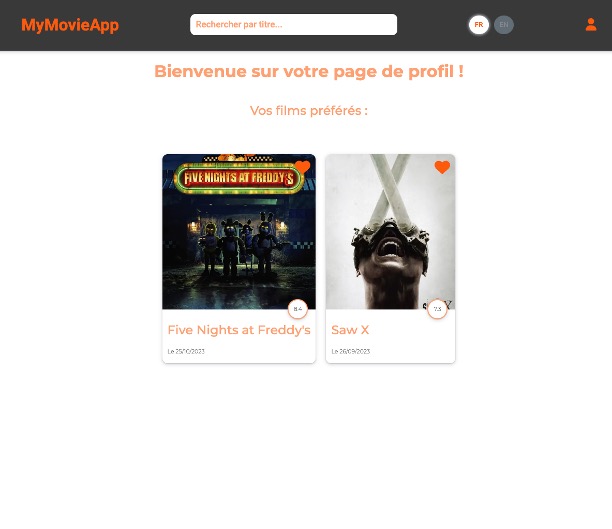 MyMovieApp
Rechercher par titre...
FR
EN
Bienvenue sur votre page de profil !
Vos films préférés :
FIVE NIGHTS AT FREDDY'S
8.4
7.3
Five Nights at Freddy's
Saw X
Le 25/10/2023
Le 26/09/2023